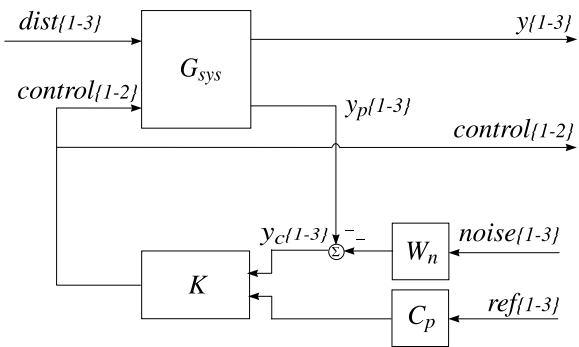 dist{1-3}
y{1-3}
G_sys
control{1-2}
y_p{1-3}
control{1-2}
y_c{1-3}
− −
Σ
W_n
noise{1-3}
K
C_p
ref{1-3}